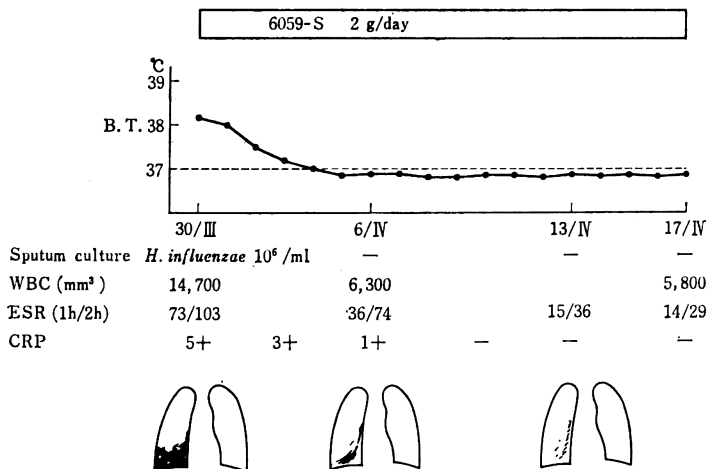 6059-S 2 g/day
℃
39
B. T. 38
37
30/Ⅲ 6/Ⅳ 13/Ⅳ 17/Ⅳ
Sputum culture H. influenzae 10⁶/ml — — —
WBC (mm³) 14,700 6,300 5,800
ESR (1h/2h) 73/103 36/74 15/36 14/29
CRP 5+ 3+ 1+ — — —